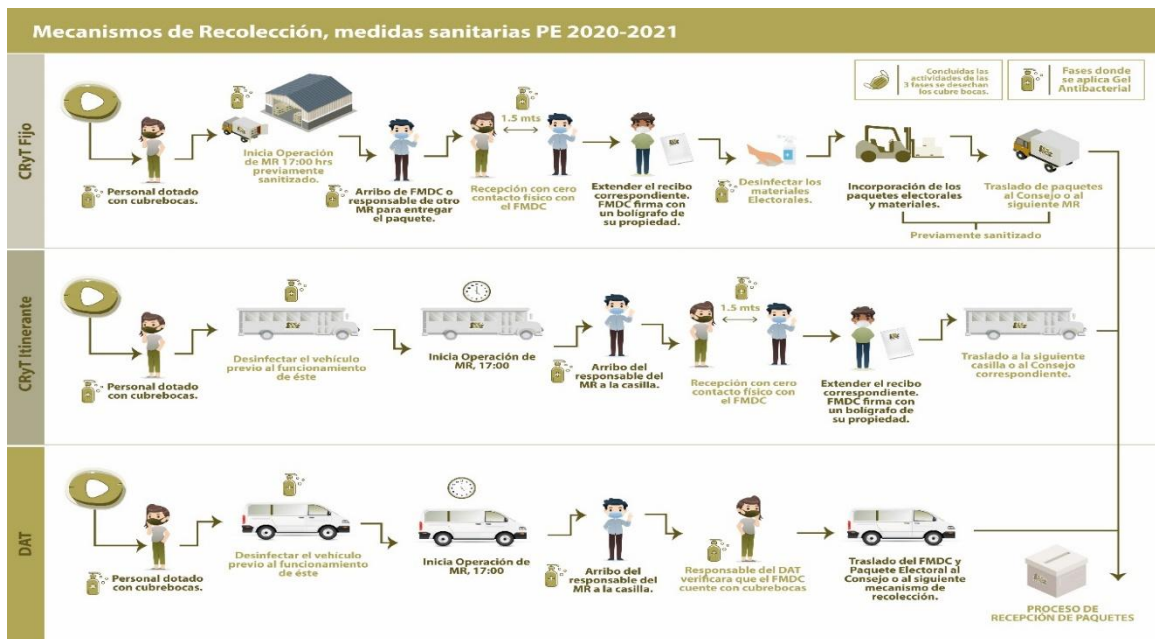 Mecanismos de Recolección, medidas sanitarias PE 2020-2021
Concluídas las
actividades de las
3 fases se desechan
los cubre bocas.
Fases donde
se aplica Gel
Antibacterial
CRyT Fijo
Personal dotado
con cubrebocas.
Inicia Operación
de MR 17:00 hrs
previamente
sanitizado.
Arribo de FMDC o
responsable de otro
MR para entregar
el paquete.
1.5 mts
Recepción con cero
contacto físico con
el FMDC
Extender el recibo
correspondiente.
FMDC firma con
un bolígrafo de
su propiedad.
Desinfectar los
materiales
Electorales.
Incorporación de los
paquetes electorales
y materiales.
Traslado de paquetes
al Consejo o al
siguiente MR
Previamente sanitizado
CRyT Itinerante
Personal dotado
con cubrebocas.
Desinfectar el vehículo
previo al funcionamiento
de éste
Inicia Operación de
MR, 17:00
Arribo del
responsable del
MR a la casilla.
1.5 mts
Recepción con cero
contacto físico con
el FMDC
Extender el recibo
correspondiente.
FMDC firma con
un bolígrafo de
su propiedad.
Traslado a la siguiente
casilla o al Consejo
correspondiente.
DAT
Personal dotado
con cubrebocas.
Desinfectar el vehículo
previo al funcionamiento
de éste
Inicia Operación de
MR, 17:00
Arribo del
responsable del
MR a la casilla.
Responsable del DAT
verificara que el FMDC
cuente con cubrebocas
Traslado del FMDC y
Paquete Electoral al
Consejo o al siguiente
mecanismo de
recolección.
PROCESO DE
RECEPCIÓN DE PAQUETES